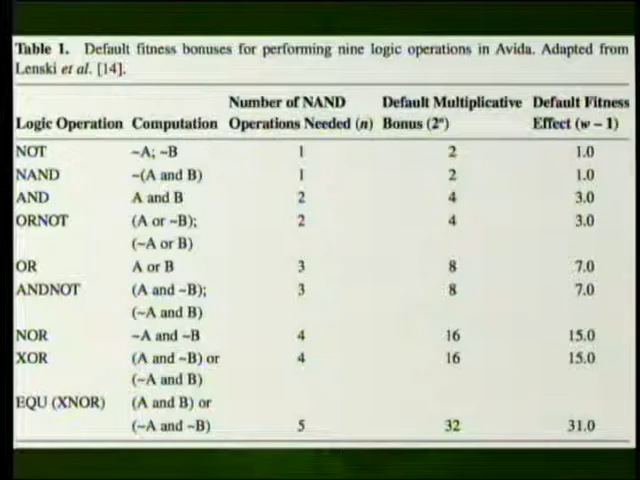 Table 1. Default fitness bonuses for performing nine logic operations in Avida. Adapted from
Lenski et al. [14].
Number of NAND Default Multiplicative Default Fitness
Logic Operation Computation Operations Needed (n) Bonus (2ⁿ) Effect (w – 1)
NOT ~A; ~B 1 2 1.0
NAND ~(A and B) 1 2 1.0
AND A and B 2 4 3.0
ORNOT (A or ~B); 2 4 3.0
(~A or B)
OR A or B 3 8 7.0
ANDNOT (A and ~B); 3 8 7.0
(~A and B)
NOR ~A and ~B 4 16 15.0
XOR (A and ~B) or 4 16 15.0
(~A and B)
EQU (XNOR) (A and B) or
(~A and ~B) 5 32 31.0